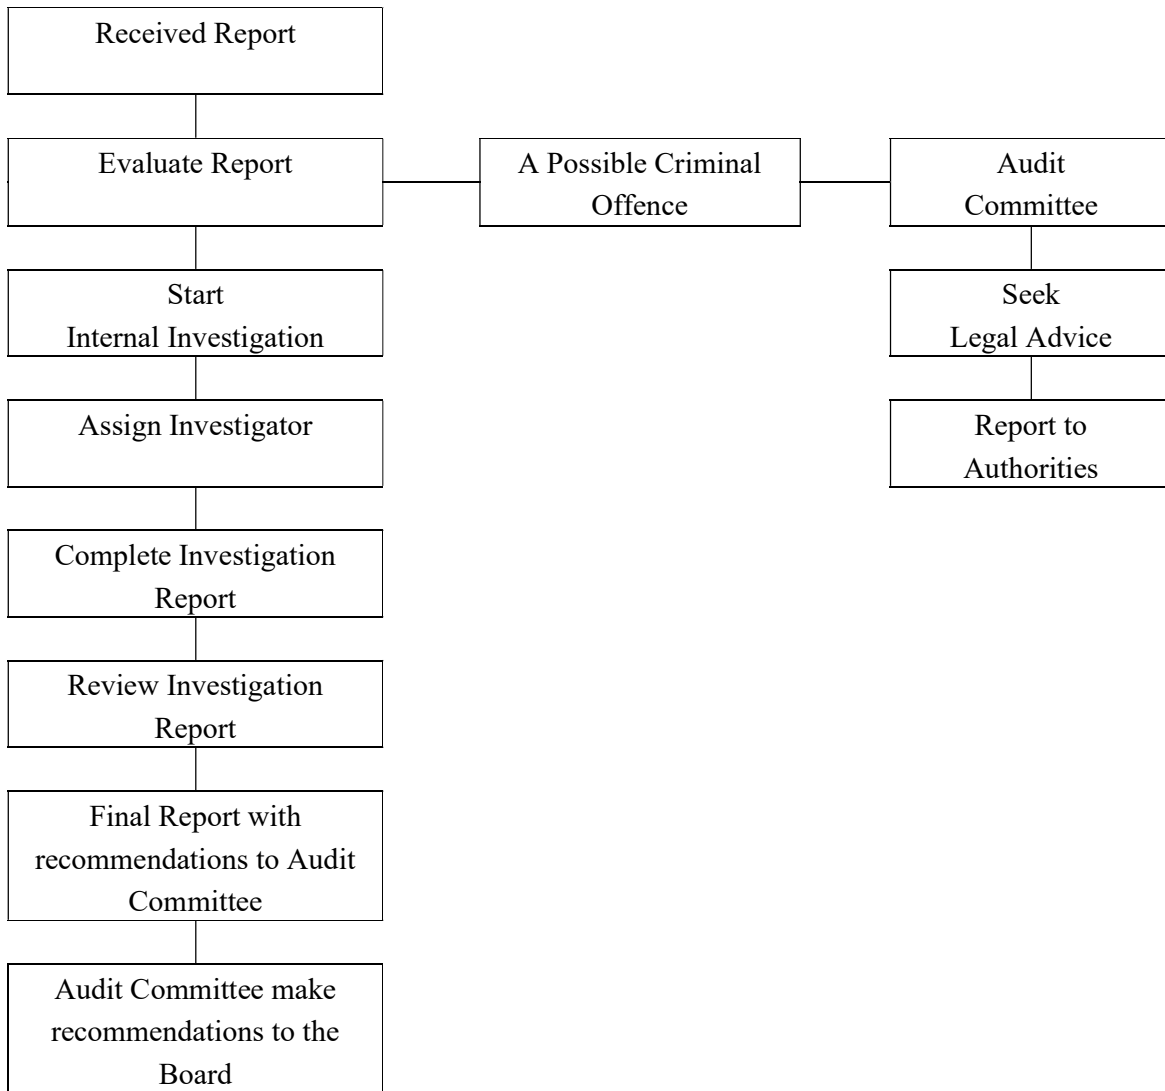 Received Report
Evaluate Report
A Possible Criminal
Offence
Audit
Committee
Start
Internal Investigation
Seek
Legal Advice
Assign Investigator
Report to
Authorities
Complete Investigation
Report
Review Investigation
Report
Final Report with
recommendations to Audit
Committee
Audit Committee make
recommendations to the
Board